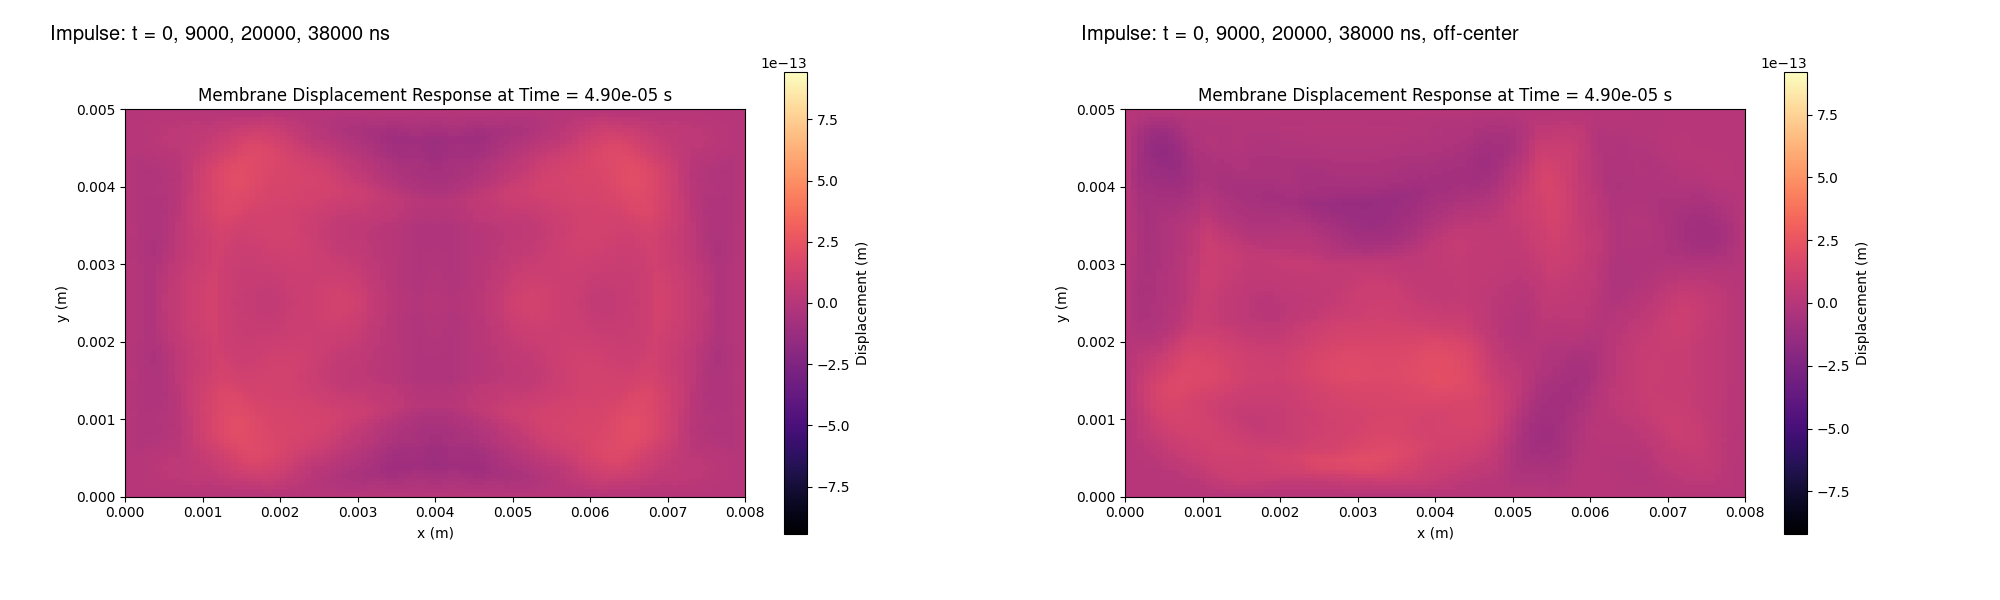 Impulse: t = 0, 9000, 20000, 38000 ns
1e−13
Membrane Displacement Response at Time = 4.90e-05 s
0.005
0.004
0.003
0.002
0.001
0.000
y (m)
0.000 0.001 0.002 0.003 0.004 0.005 0.006 0.007 0.008
x (m)
7.5
5.0
2.5
0.0
−2.5
−5.0
−7.5
Displacement (m)
Impulse: t = 0, 9000, 20000, 38000 ns, off-center
1e−13
Membrane Displacement Response at Time = 4.90e-05 s
0.005
0.004
0.003
0.002
0.001
0.000
y (m)
0.000 0.001 0.002 0.003 0.004 0.005 0.006 0.007 0.008
x (m)
7.5
5.0
2.5
0.0
−2.5
−5.0
−7.5
Displacement (m)